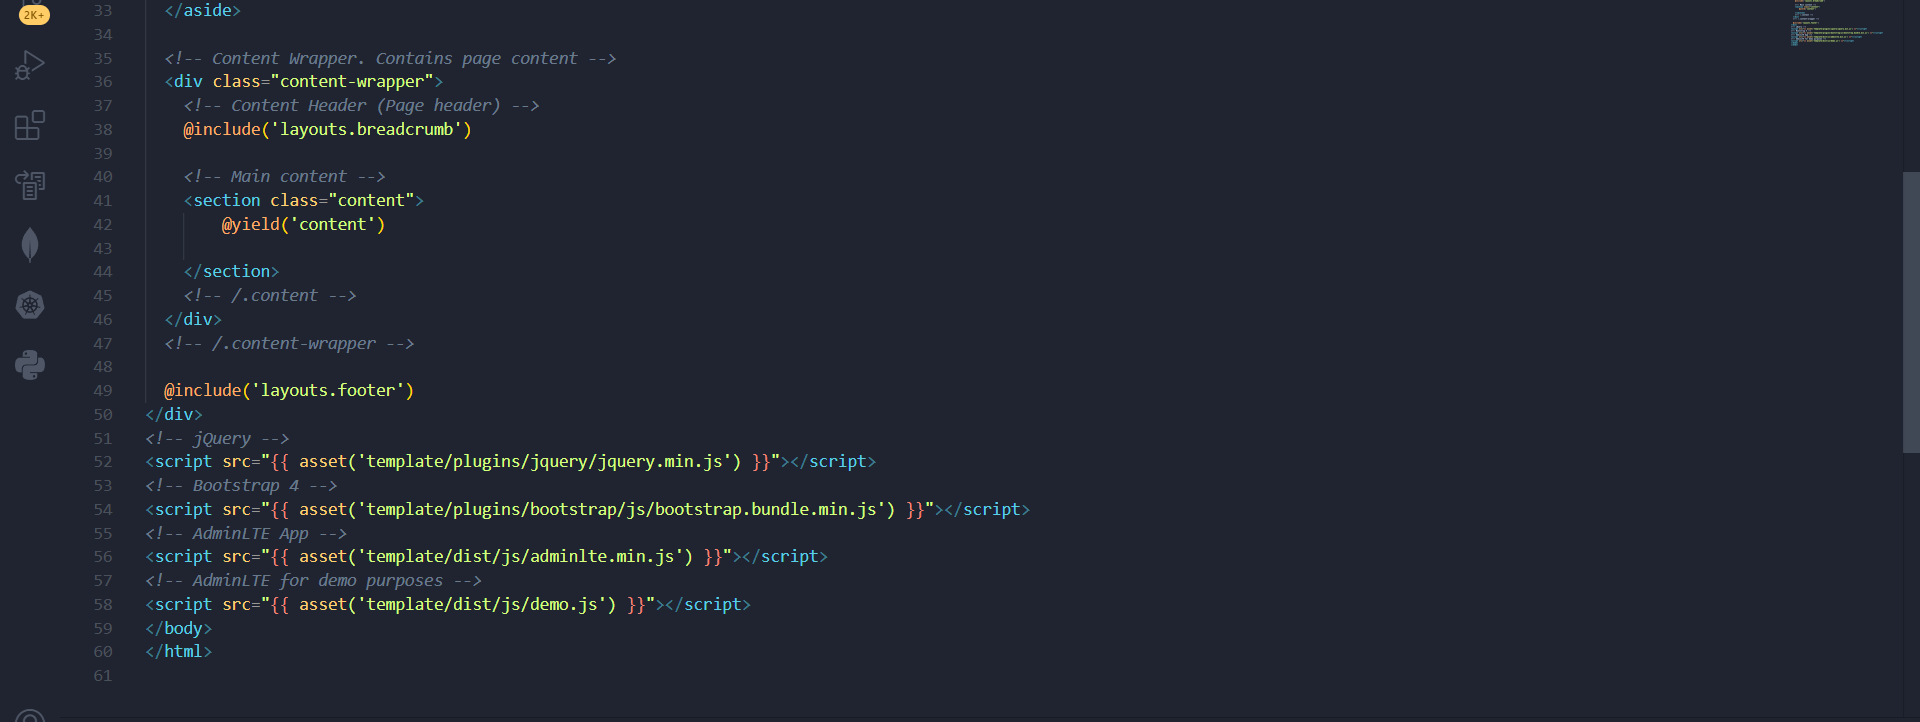 2K+
33 </aside>
34
35 <!-- Content Wrapper. Contains page content -->
36 <div class="content-wrapper">
37 <!-- Content Header (Page header) -->
38 @include('layouts.breadcrumb')
39
40 <!-- Main content -->
41 <section class="content">
42 @yield('content')
43
44 </section>
45 <!-- /.content -->
46 </div>
47 <!-- /.content-wrapper -->
48
49 @include('layouts.footer')
50 </div>
51 <!-- jQuery -->
52 <script src="{{ asset('template/plugins/jquery/jquery.min.js') }}"></script>
53 <!-- Bootstrap 4 -->
54 <script src="{{ asset('template/plugins/bootstrap/js/bootstrap.bundle.min.js') }}"></script>
55 <!-- AdminLTE App -->
56 <script src="{{ asset('template/dist/js/adminlte.min.js') }}"></script>
57 <!-- AdminLTE for demo purposes -->
58 <script src="{{ asset('template/dist/js/demo.js') }}"></script>
59 </body>
60 </html>
61